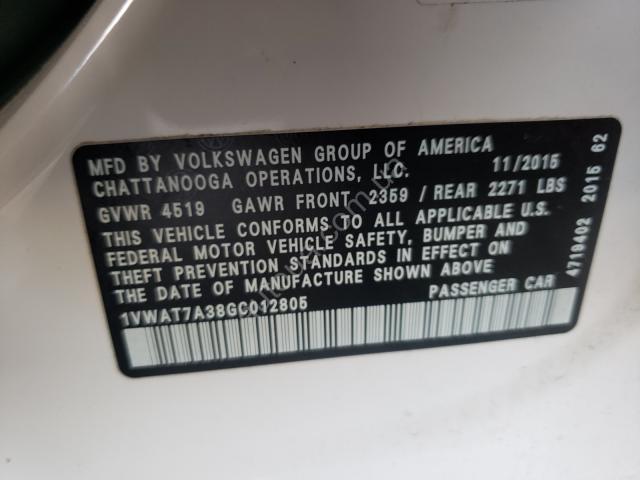 MFD BY VOLKSWAGEN GROUP OF AMERICA
CHATTANOOGA OPERATIONS, LLC. 11/2015
GVWR 4519 GAWR FRONT 2359 / REAR 2271 LBS
THIS VEHICLE CONFORMS TO ALL APPLICABLE U.S.
FEDERAL MOTOR VEHICLE SAFETY, BUMPER AND
THEFT PREVENTION STANDARDS IN EFFECT ON
THE DATE OF MANUFACTURE SHOWN ABOVE
1VWAT7A38GC012805 PASSENGER CAR
4719402 2015 62